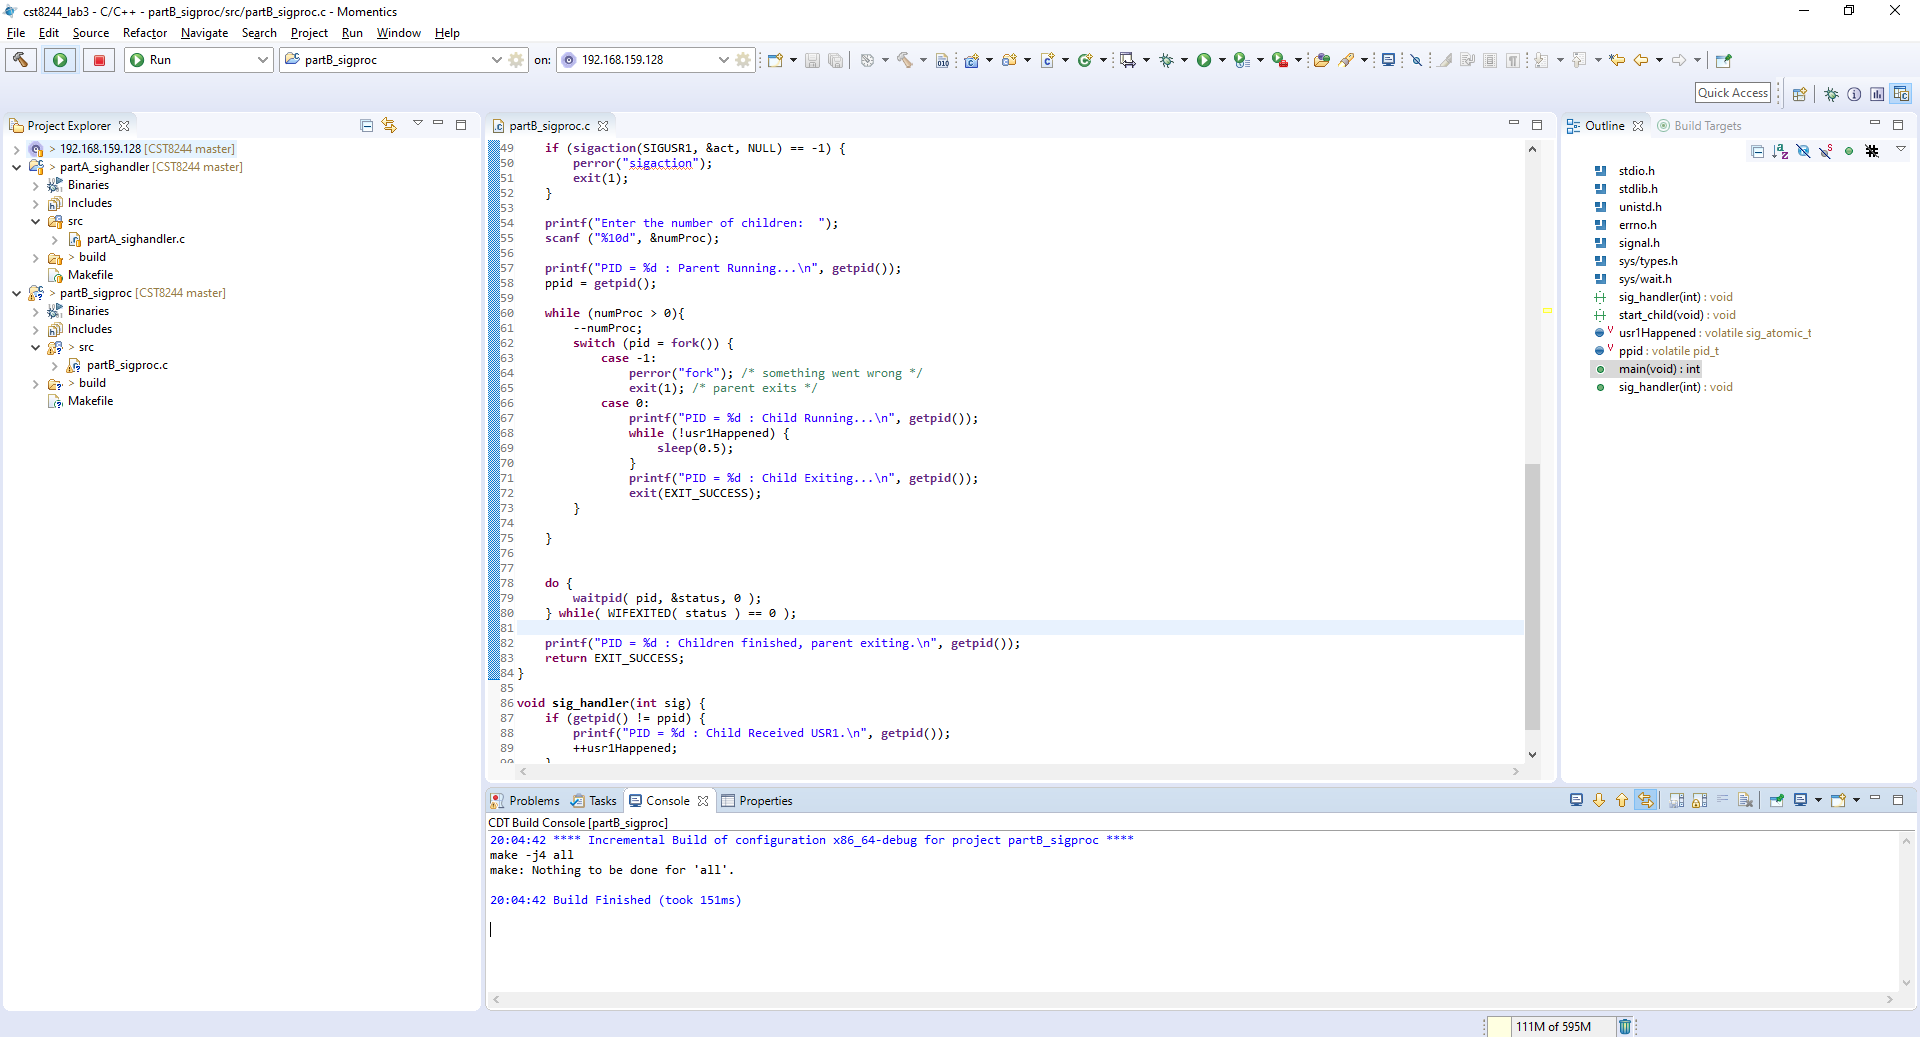 cst8244_lab3 - C/C++ - partB_sigproc/src/partB_sigproc.c - Momentics
File Edit Source Refactor Navigate Search Project Run Window Help
Run partB_sigproc on: 192.168.159.128
Quick Access
Project Explorer
> 192.168.159.128 [CST8244 master]
> partA_sighandler [CST8244 master]
Binaries
Includes
src
partA_sighandler.c
> build
Makefile
> partB_sigproc [CST8244 master]
Binaries
Includes
> src
partB_sigproc.c
> build
Makefile
partB_sigproc.c
49 if (sigaction(SIGUSR1, &act, NULL) == -1) {
50 perror("sigaction");
51 exit(1);
52 }
53
54 printf("Enter the number of children:  ");
55 scanf ("%10d", &numProc);
56
57 printf("PID = %d : Parent Running...\n", getpid());
58 ppid = getpid();
59
60 while (numProc > 0){
61 --numProc;
62 switch (pid = fork()) {
63 case -1:
64 perror("fork"); /* something went wrong */
65 exit(1); /* parent exits */
66 case 0:
67 printf("PID = %d : Child Running...\n", getpid());
68 while (!usr1Happened) {
69 sleep(0.5);
70 }
71 printf("PID = %d : Child Exiting...\n", getpid());
72 exit(EXIT_SUCCESS);
73 }
74
75 }
76
77
78 do {
79 waitpid( pid, &status, 0 );
80 } while( WIFEXITED( status ) == 0 );
81
82 printf("PID = %d : Children finished, parent exiting.\n", getpid());
83 return EXIT_SUCCESS;
84 }
85
86 void sig_handler(int sig) {
87 if (getpid() != ppid) {
88 printf("PID = %d : Child Received USR1.\n", getpid());
89 ++usr1Happened;
90 }
Outline Build Targets
stdio.h
stdlib.h
unistd.h
errno.h
signal.h
sys/types.h
sys/wait.h
sig_handler(int) : void
start_child(void) : void
usr1Happened : volatile sig_atomic_t
ppid : volatile pid_t
main(void) : int
sig_handler(int) : void
Problems Tasks Console Properties
CDT Build Console [partB_sigproc]
20:04:42 **** Incremental Build of configuration x86_64-debug for project partB_sigproc ****
make -j4 all
make: Nothing to be done for 'all'.
20:04:42 Build Finished (took 151ms)
111M of 595M